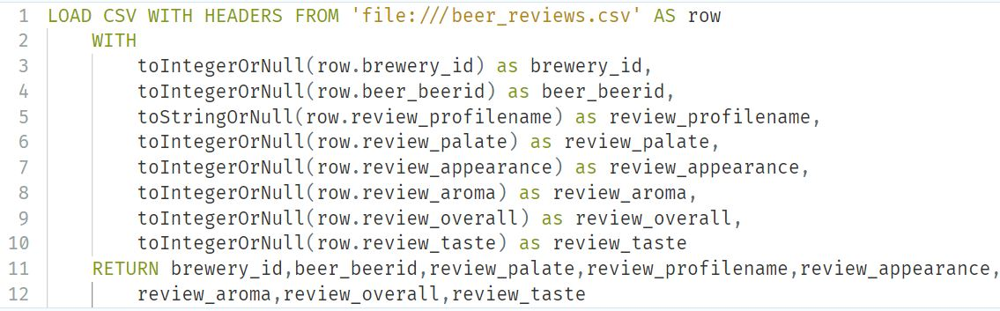 1 LOAD CSV WITH HEADERS FROM 'file:///beer_reviews.csv' AS row
2 WITH
3 toIntegerOrNull(row.brewery_id) as brewery_id,
4 toIntegerOrNull(row.beer_beerid) as beer_beerid,
5 toStringOrNull(row.review_profilename) as review_profilename,
6 toIntegerOrNull(row.review_palate) as review_palate,
7 toIntegerOrNull(row.review_appearance) as review_appearance,
8 toIntegerOrNull(row.review_aroma) as review_aroma,
9 toIntegerOrNull(row.review_overall) as review_overall,
10 toIntegerOrNull(row.review_taste) as review_taste
11 RETURN brewery_id,beer_beerid,review_palate,review_profilename,review_appearance,
12 review_aroma,review_overall,review_taste